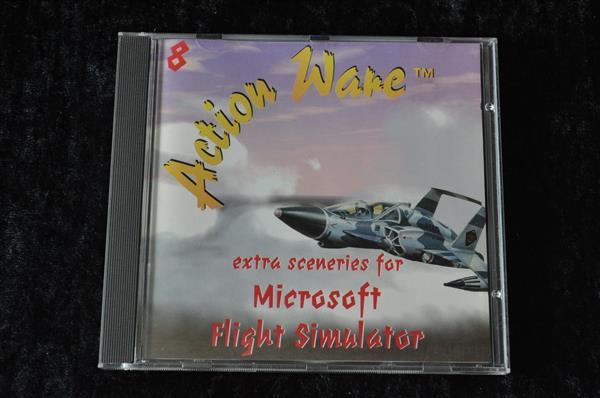 8
Action Ware™
extra sceneries for
Microsoft
Flight Simulator